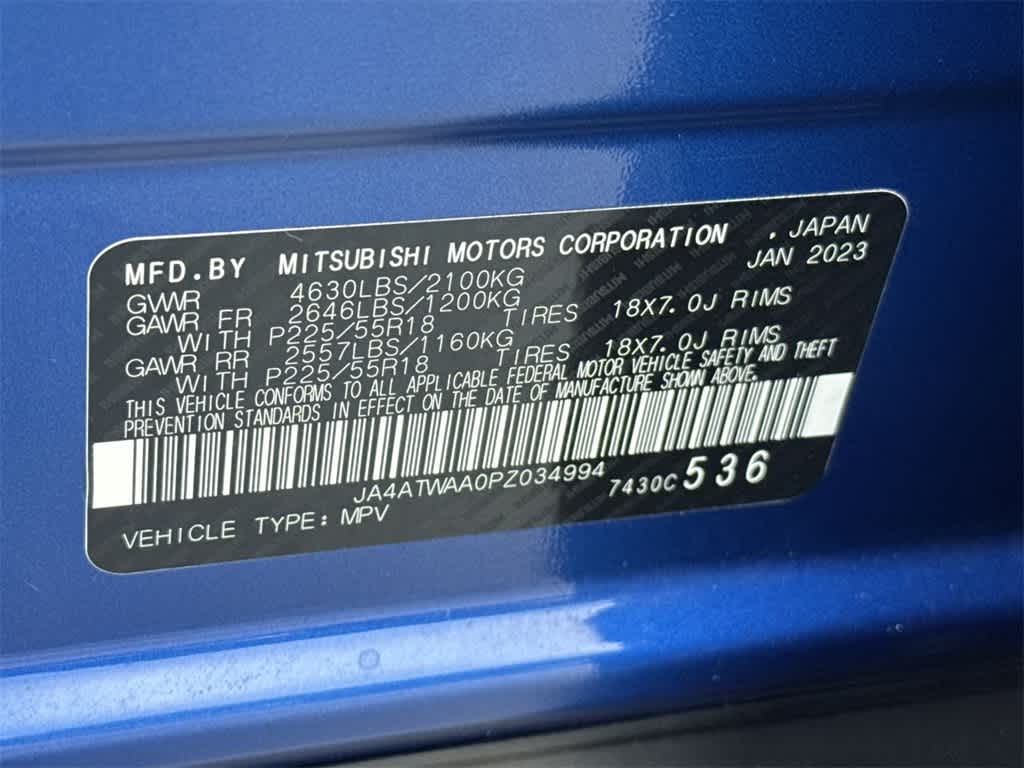 MFD.BY MITSUBISHI MOTORS CORPORATION . JAPAN
JAN 2023
GVWR 4630LBS/2100KG
GAWR FR 2646LBS/1200KG
WITH P225/55R18 TIRES 18X7.0J RIMS
GAWR RR 2557LBS/1160KG
WITH P225/55R18 TIRES 18X7.0J RIMS
THIS VEHICLE CONFORMS TO ALL APPLICABLE FEDERAL MOTOR VEHICLE SAFETY AND THEFT
PREVENTION STANDARDS IN EFFECT ON THE DATE OF MANUFACTURE SHOWN ABOVE.
JA4ATWAA0PZ034994 7430C 536
VEHICLE TYPE: MPV